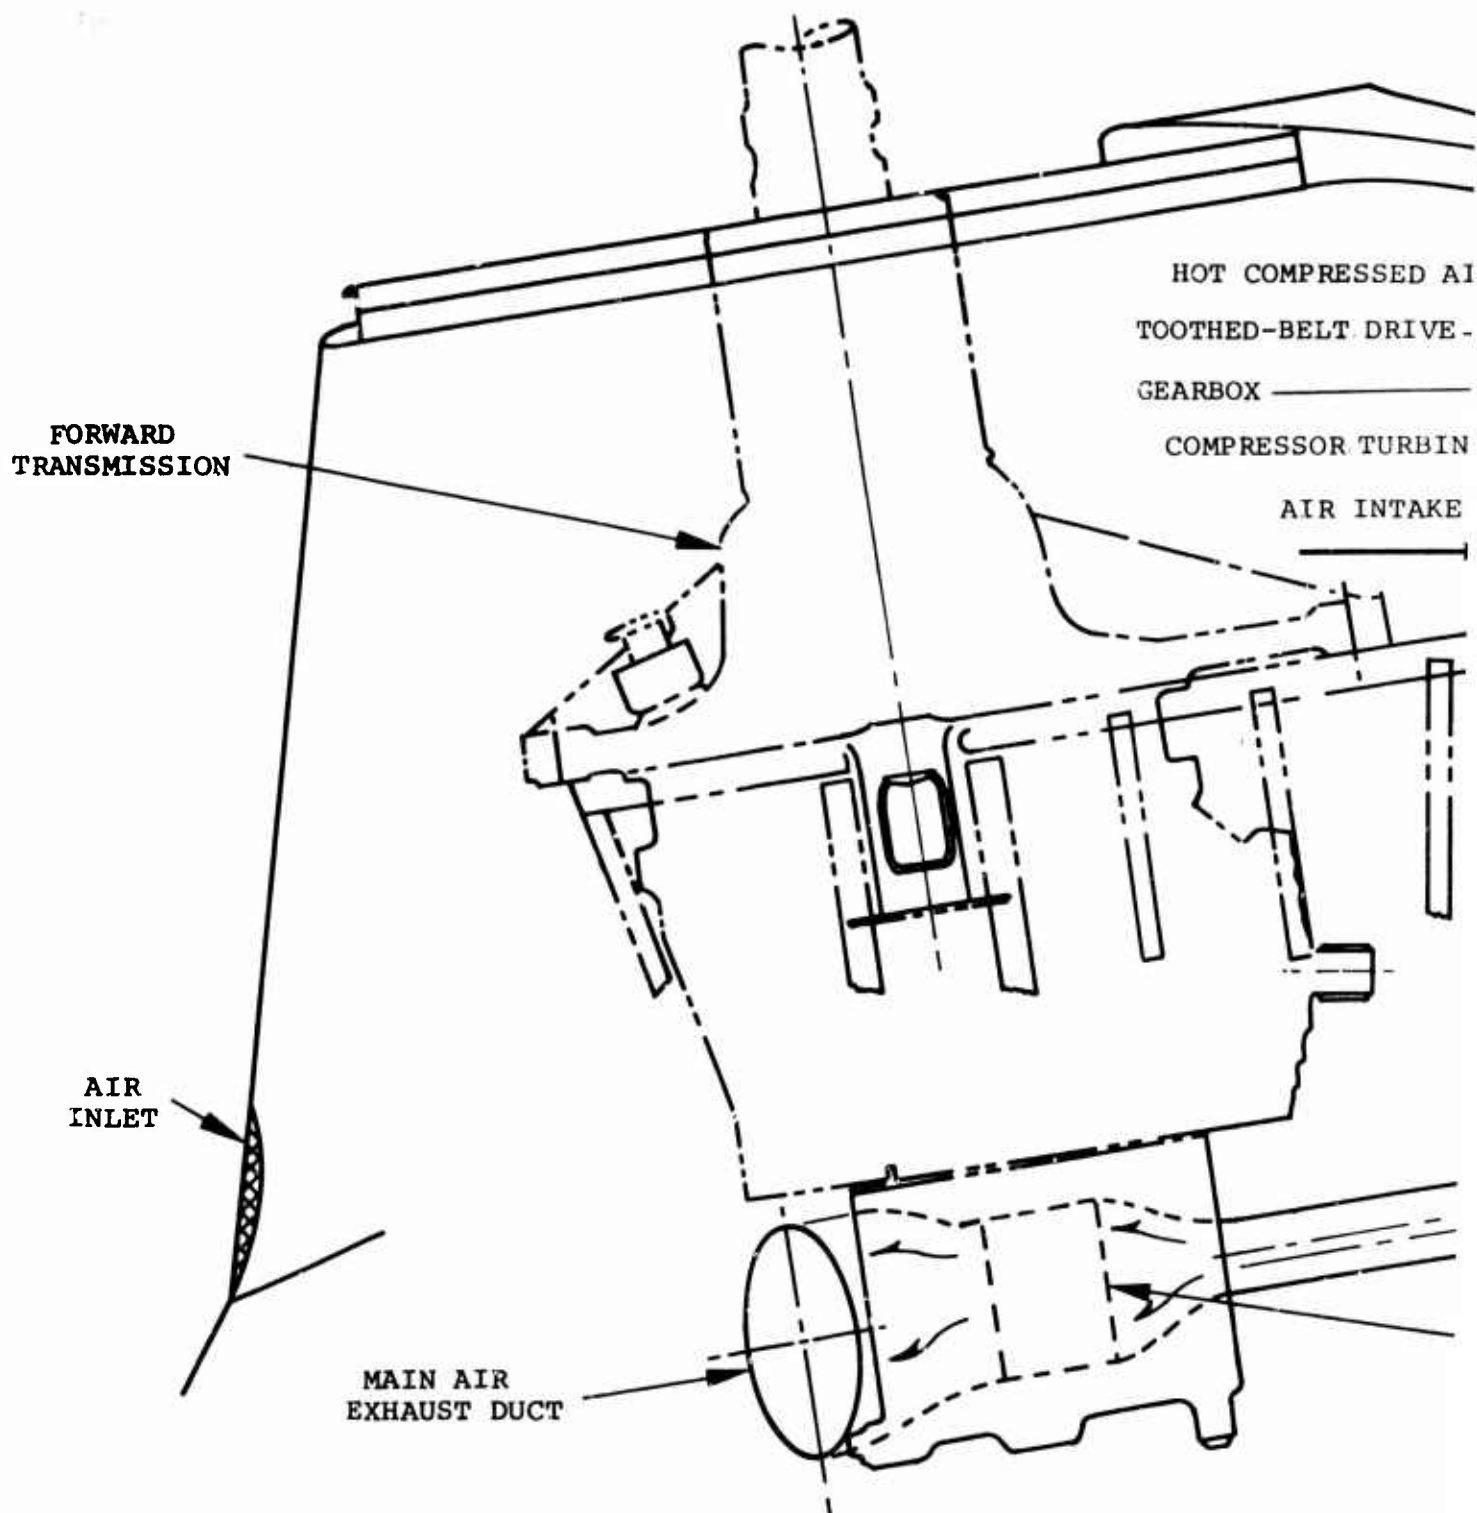 HOT COMPRESSED AI
TOOTHED-BELT DRIVE
GEARBOX
COMPRESSOR TURBIN
AIR INTAKE
FORWARD
TRANSMISSION
AIR
INLET
MAIN AIR
EXHAUST DUCT